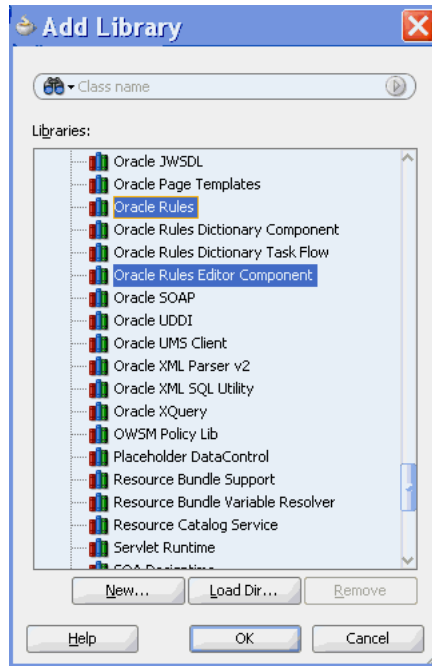 Add Library
Class name
Libraries:
Oracle JWSDL
Oracle Page Templates
Oracle Rules
Oracle Rules Dictionary Component
Oracle Rules Dictionary Task Flow
Oracle Rules Editor Component
Oracle SOAP
Oracle UDDI
Oracle UMS Client
Oracle XML Parser v2
Oracle XML SQL Utility
Oracle XQuery
OWSM Policy Lib
Placeholder DataControl
Resource Bundle Support
Resource Bundle Variable Resolver
Resource Catalog Service
Servlet Runtime
SOA Designtime
New... Load Dir... Remove
Help OK Cancel